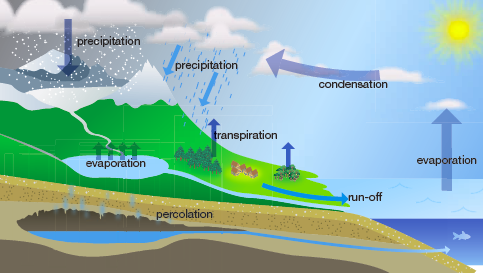 precipitation
precipitation
condensation
transpiration
evaporation
evaporation
run-off
percolation